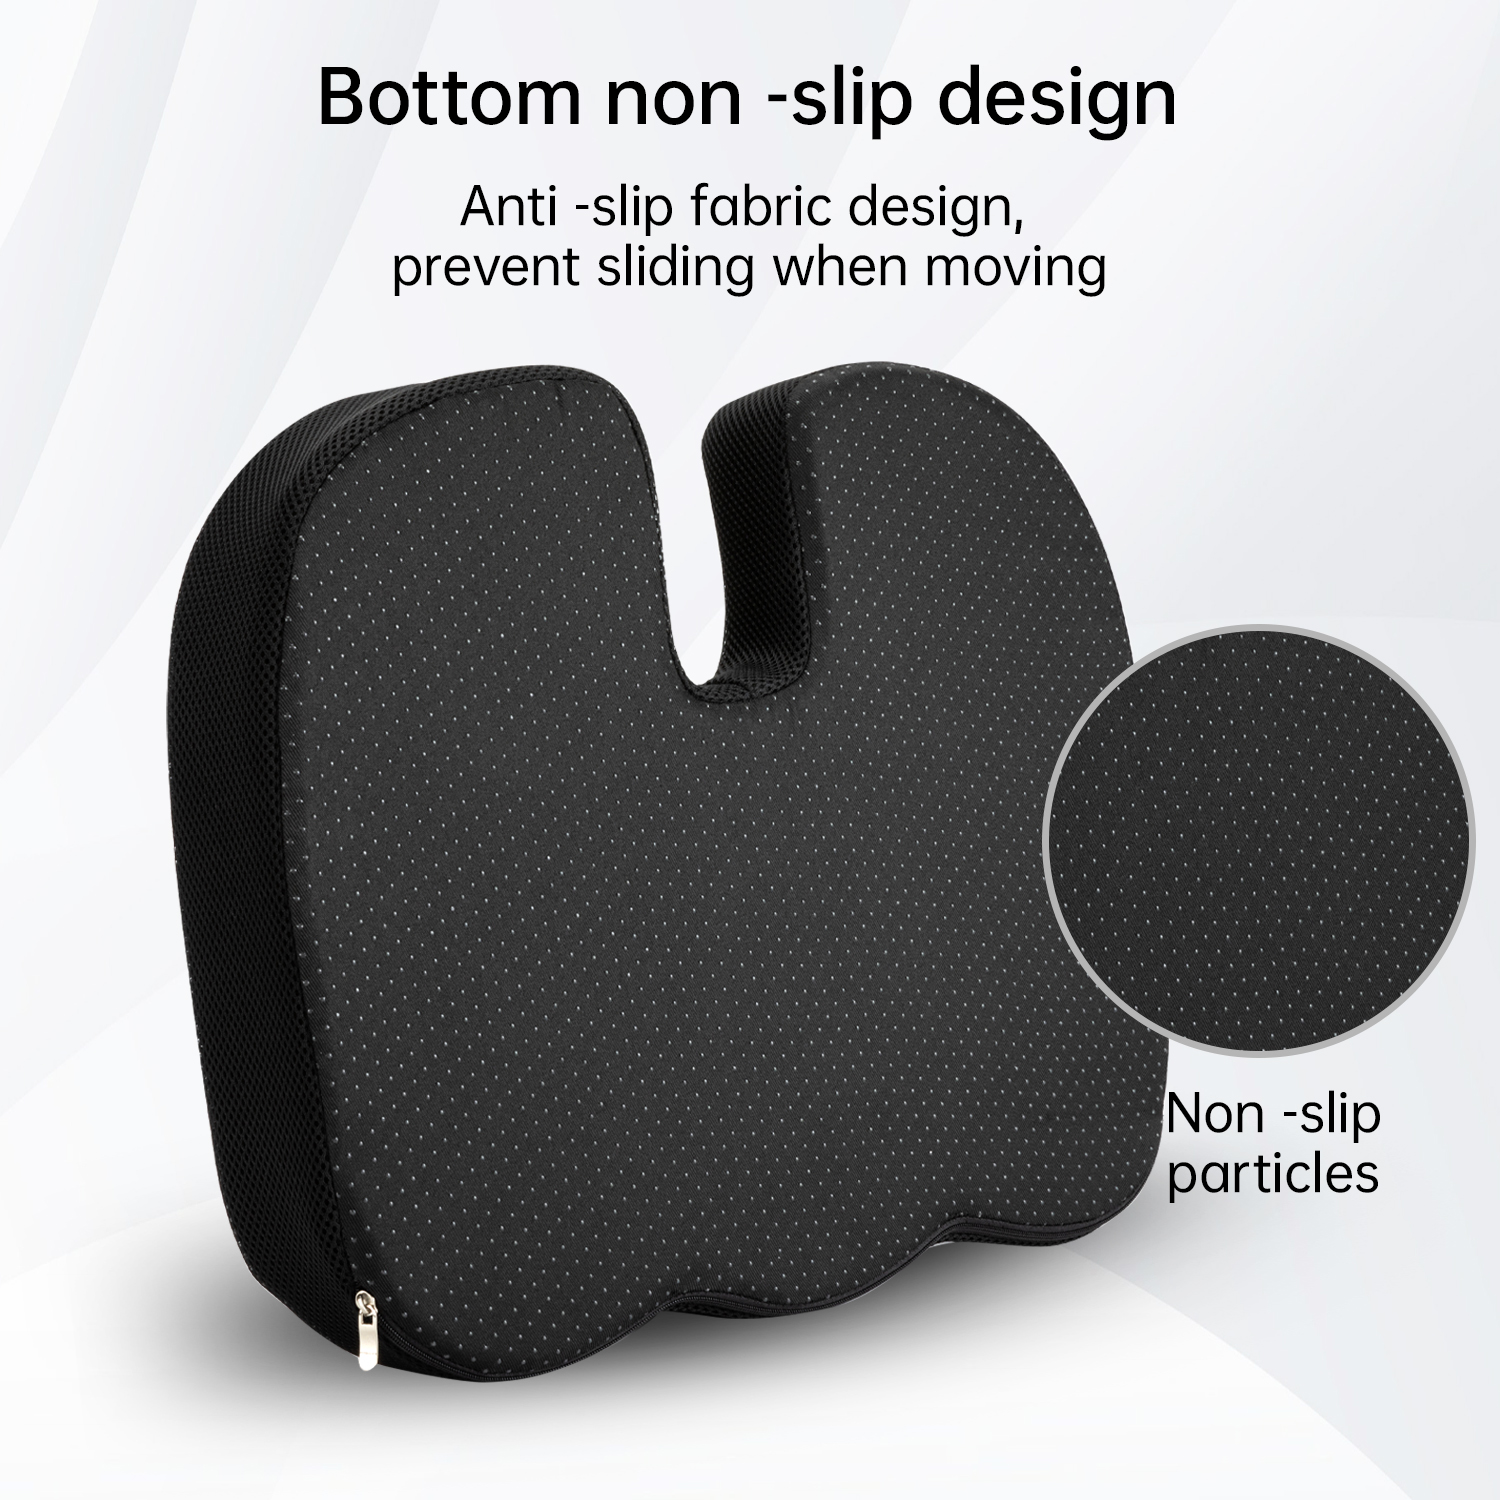 Bottom non -slip design
Anti -slip fabric design,
prevent sliding when moving
Non -slip
particles